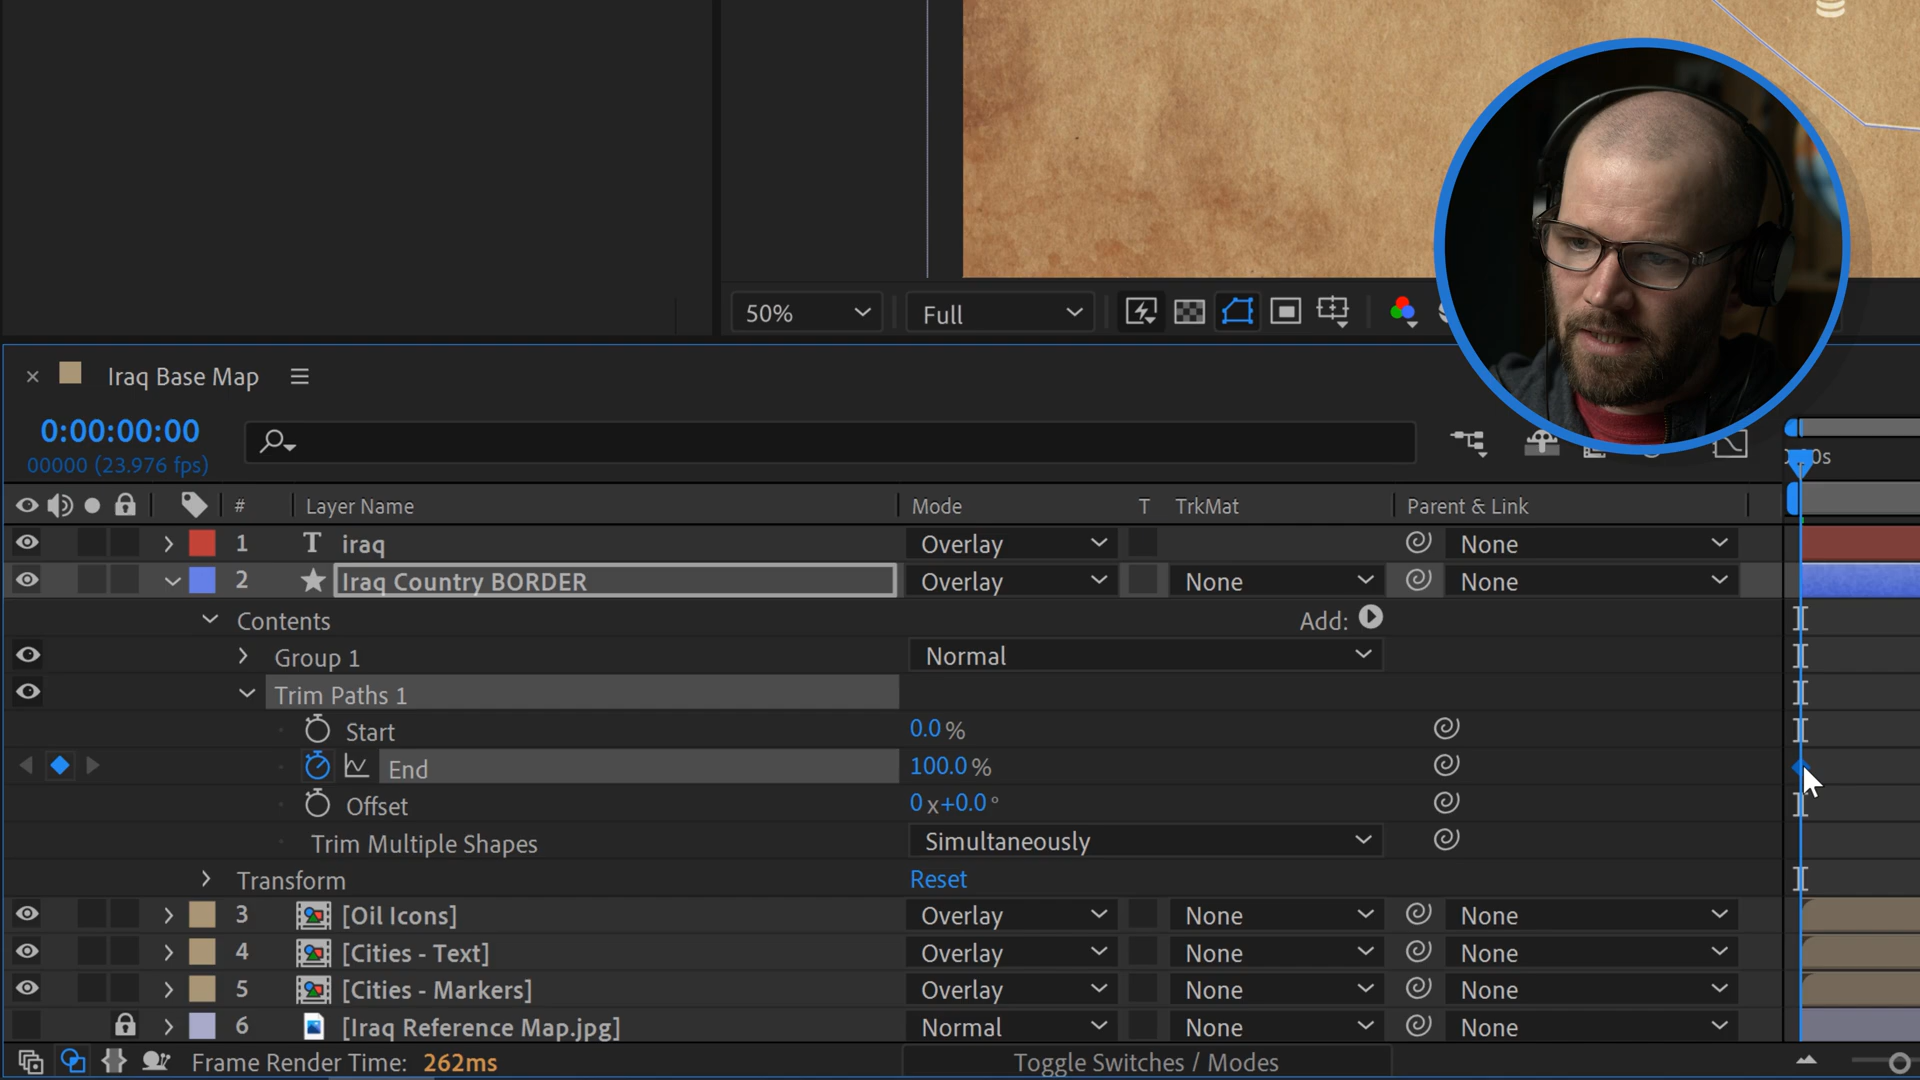 50%
Full
Iraq Base Map
0:00:00:00
00000 (23.976 fps)
# Layer Name Mode T TrkMat Parent & Link
1 iraq Overlay None
2 Iraq Country BORDER Overlay None None
Contents Add:
Group 1 Normal
Trim Paths 1
Start 0.0 %
End 100.0 %
Offset 0 x+0.0 °
Trim Multiple Shapes Simultaneously
Transform Reset
3 [Oil Icons] Overlay None None
4 [Cities - Text] Overlay None None
5 [Cities - Markers] Overlay None None
6 [Iraq Reference Map.jpg] Normal None None
Frame Render Time: 262ms Toggle Switches / Modes